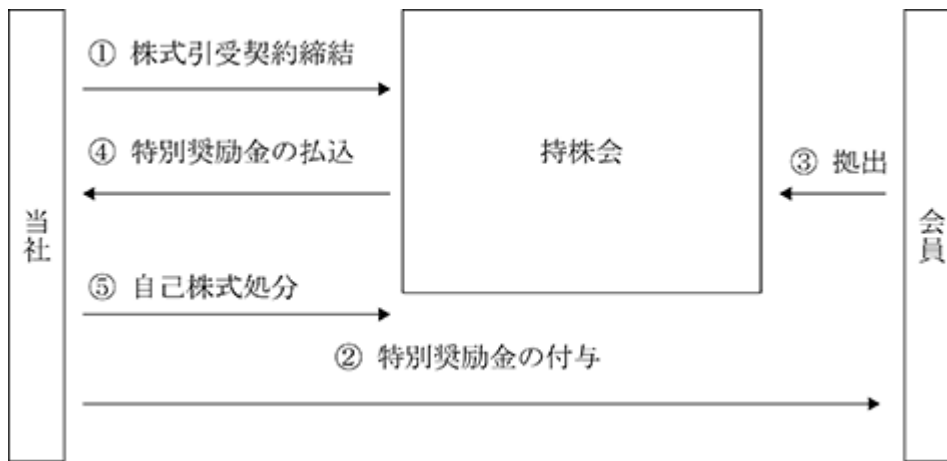 ① 株式引受契約締結
④ 特別奨励金の払込
持株会
③ 拠出
当社
会員
⑤ 自己株式処分
② 特別奨励金の付与